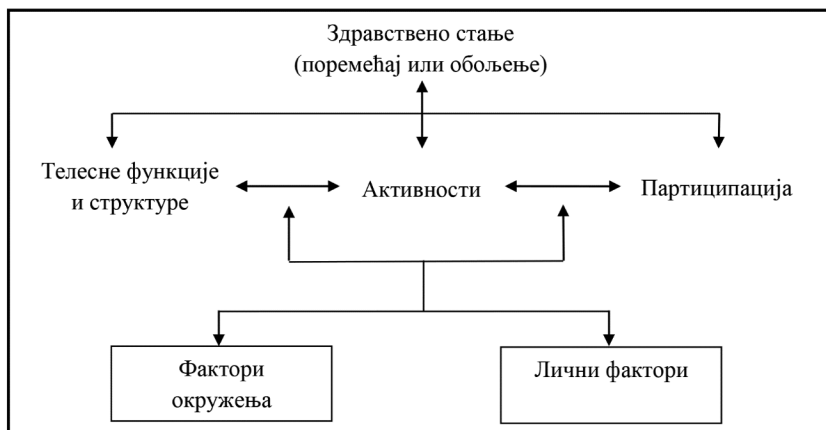 Здравствено стање
(поремећај или обољење)
Телесне функције
и структуре
Активности
Партиципација
Фактори
окружења
Лични фактори